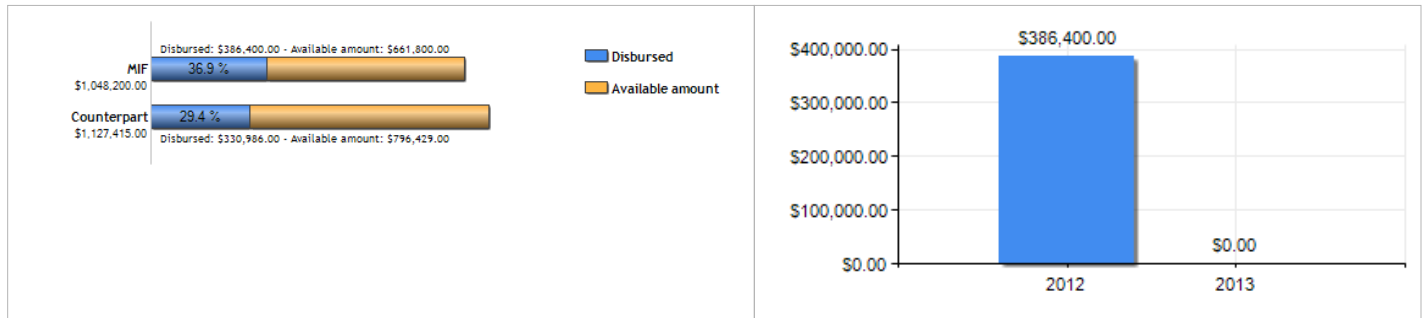 Disbursed: $386,400.00 - Available amount: $661,800.00
MIF
36.9 %
$1,048,200.00
Counterpart
29.4 %
$1,127,415.00
Disbursed: $330,986.00 - Available amount: $796,429.00
Disbursed
Available amount
$386,400.00
$400,000.00
$300,000.00
$200,000.00
$100,000.00
$0.00
$0.00
2012
2013